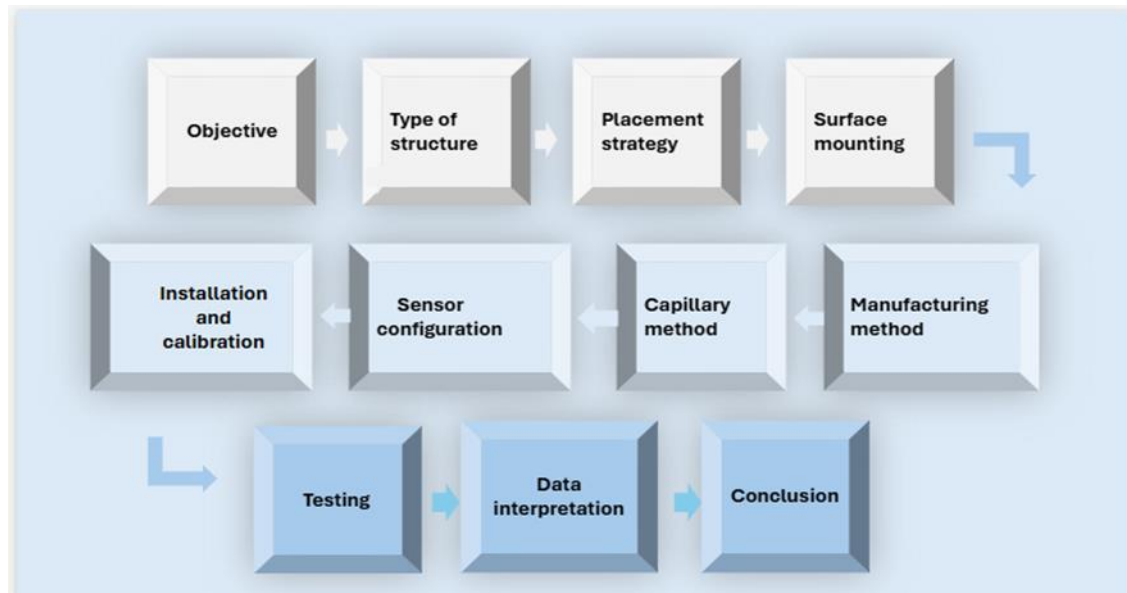 Objective
Type of
structure
Placement
strategy
Surface
mounting
Manufacturing
method
Capillary
method
Sensor
configuration
Installation
and
calibration
Testing
Data
interpretation
Conclusion